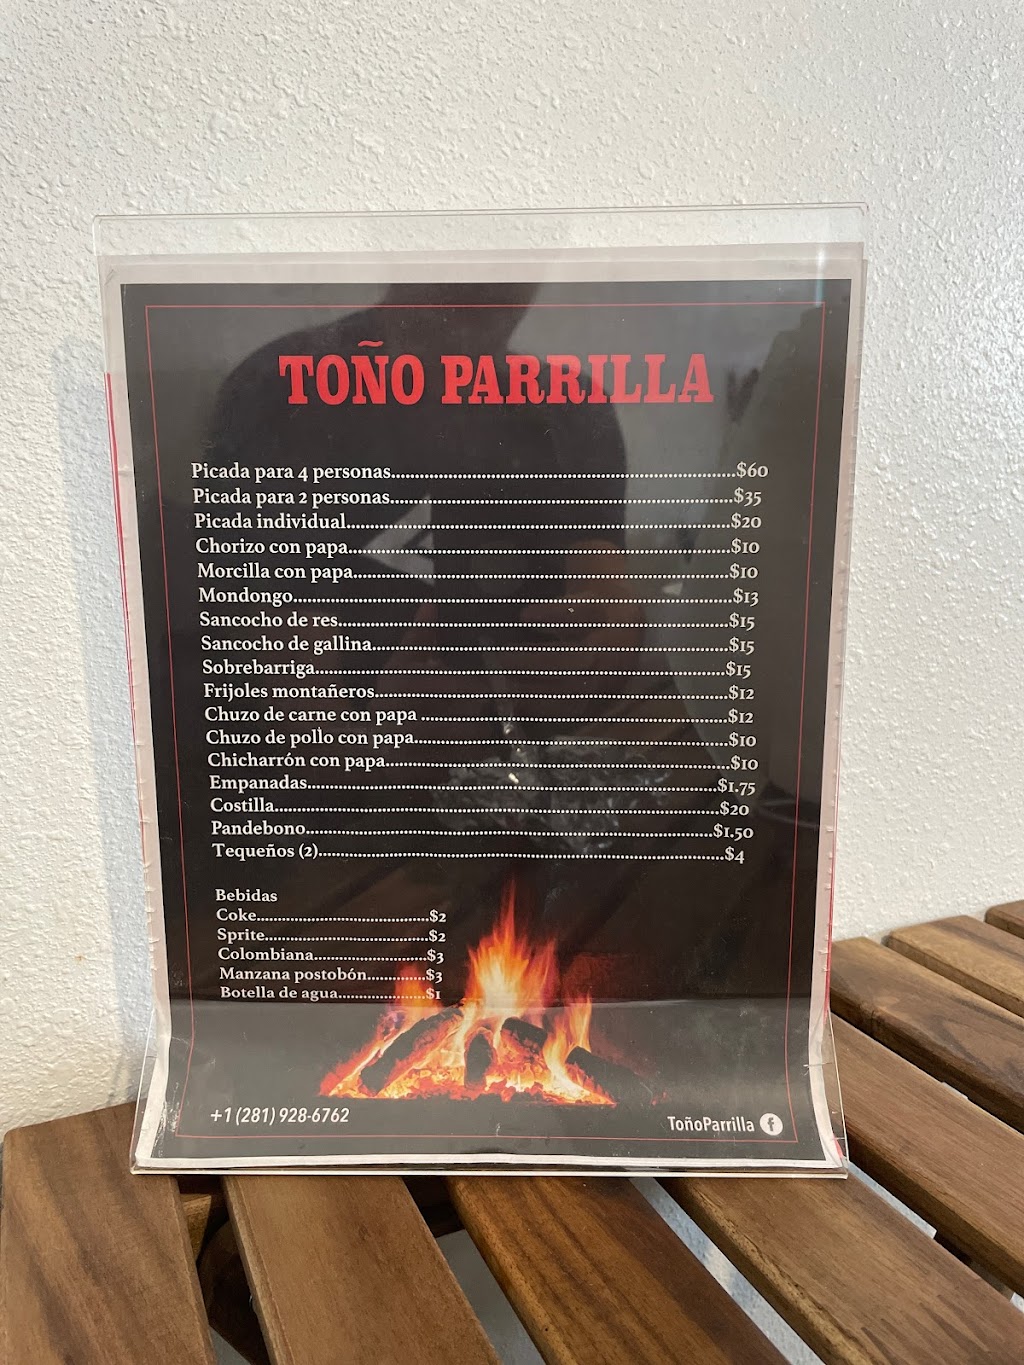 TOÑO PARRILLA
Picada para 4 personas....................$60
Picada para 2 personas....................$35
Picada individual....................$20
Chorizo con papa....................$10
Morcilla con papa....................$10
Mondongo....................$13
Sancocho de res....................$15
Sancocho de gallina....................$15
Sobrebarriga....................$15
Frijoles montañeros....................$12
Chuzo de carne con papa ....................$12
Chuzo de pollo con papa....................$10
Chicharrón con papa....................$10
Empanadas....................$1.75
Costilla....................$20
Pandebono....................$1.50
Tequeños (2)....................$4
Bebidas
Coke....................$2
Sprite....................$2
Colombiana....................$3
Manzana postobón..............$3
Botella de agua....................$1
+1 (281) 928-6762
ToñoParrilla f